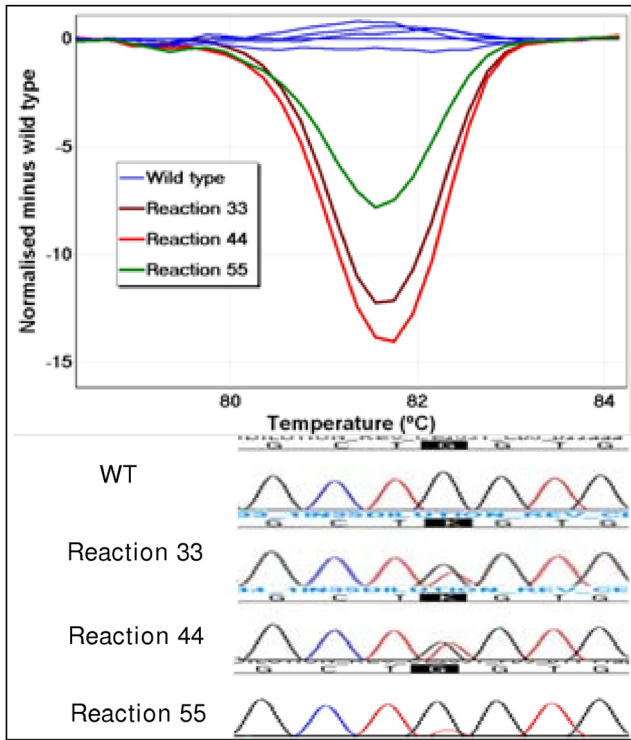 0
-5
-10
-15
Normalised minus wild type
Wild type
Reaction 33
Reaction 44
Reaction 55
80 82 84
Temperature (ºC)
G C T G G T G
WT
G C T K G T G
Reaction 33
G C T K G T G
Reaction 44
G C T G G T G
Reaction 55